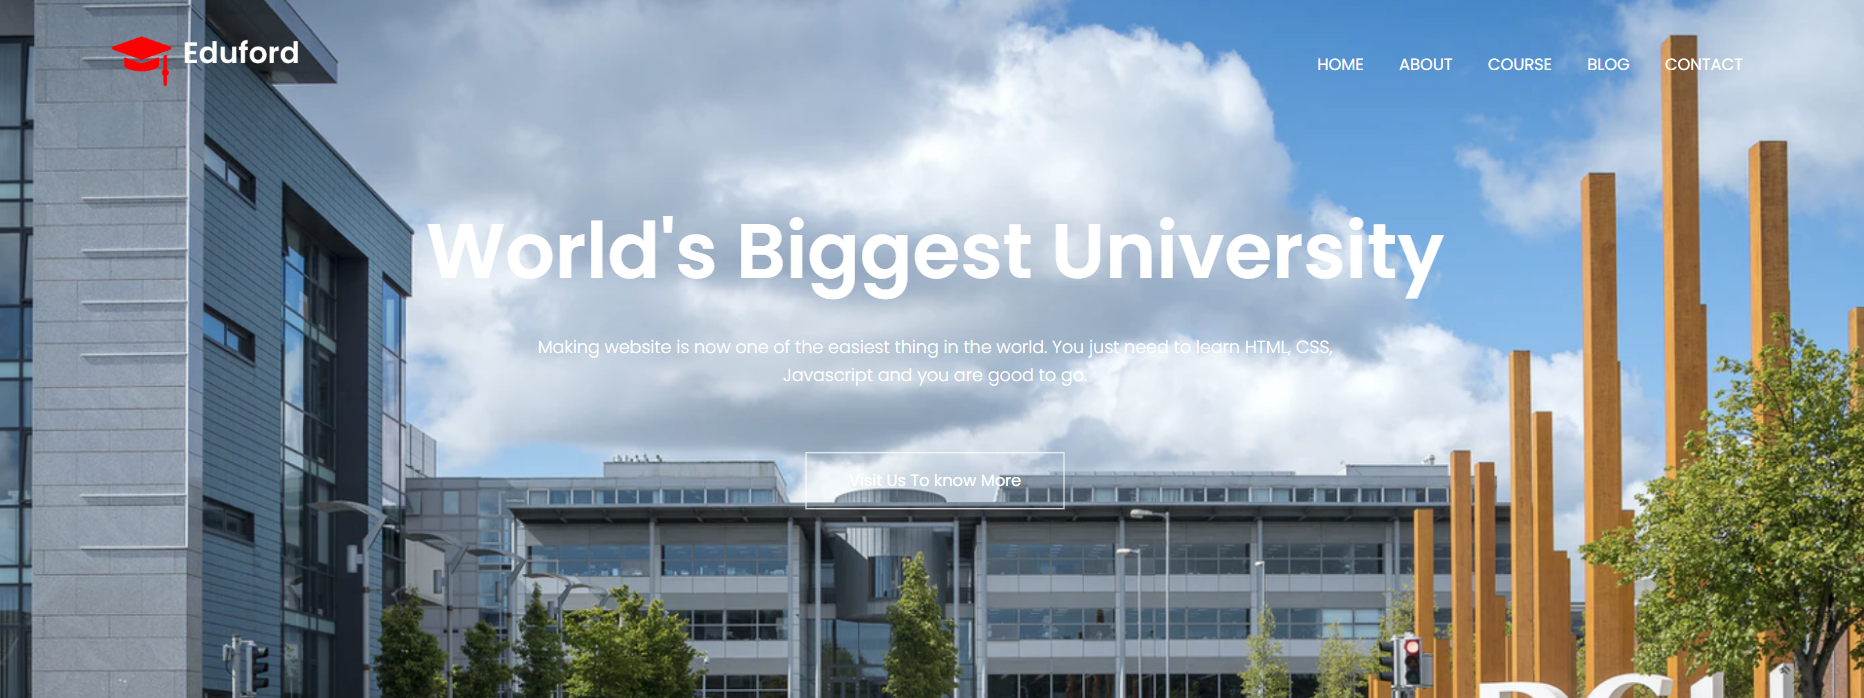 Eduford
HOME ABOUT COURSE BLOG CONTACT
World's Biggest University
Making website is now one of the easiest thing in the world. You just need to learn HTML, CSS,
Javascript and you are good to go.
Visit Us To know More